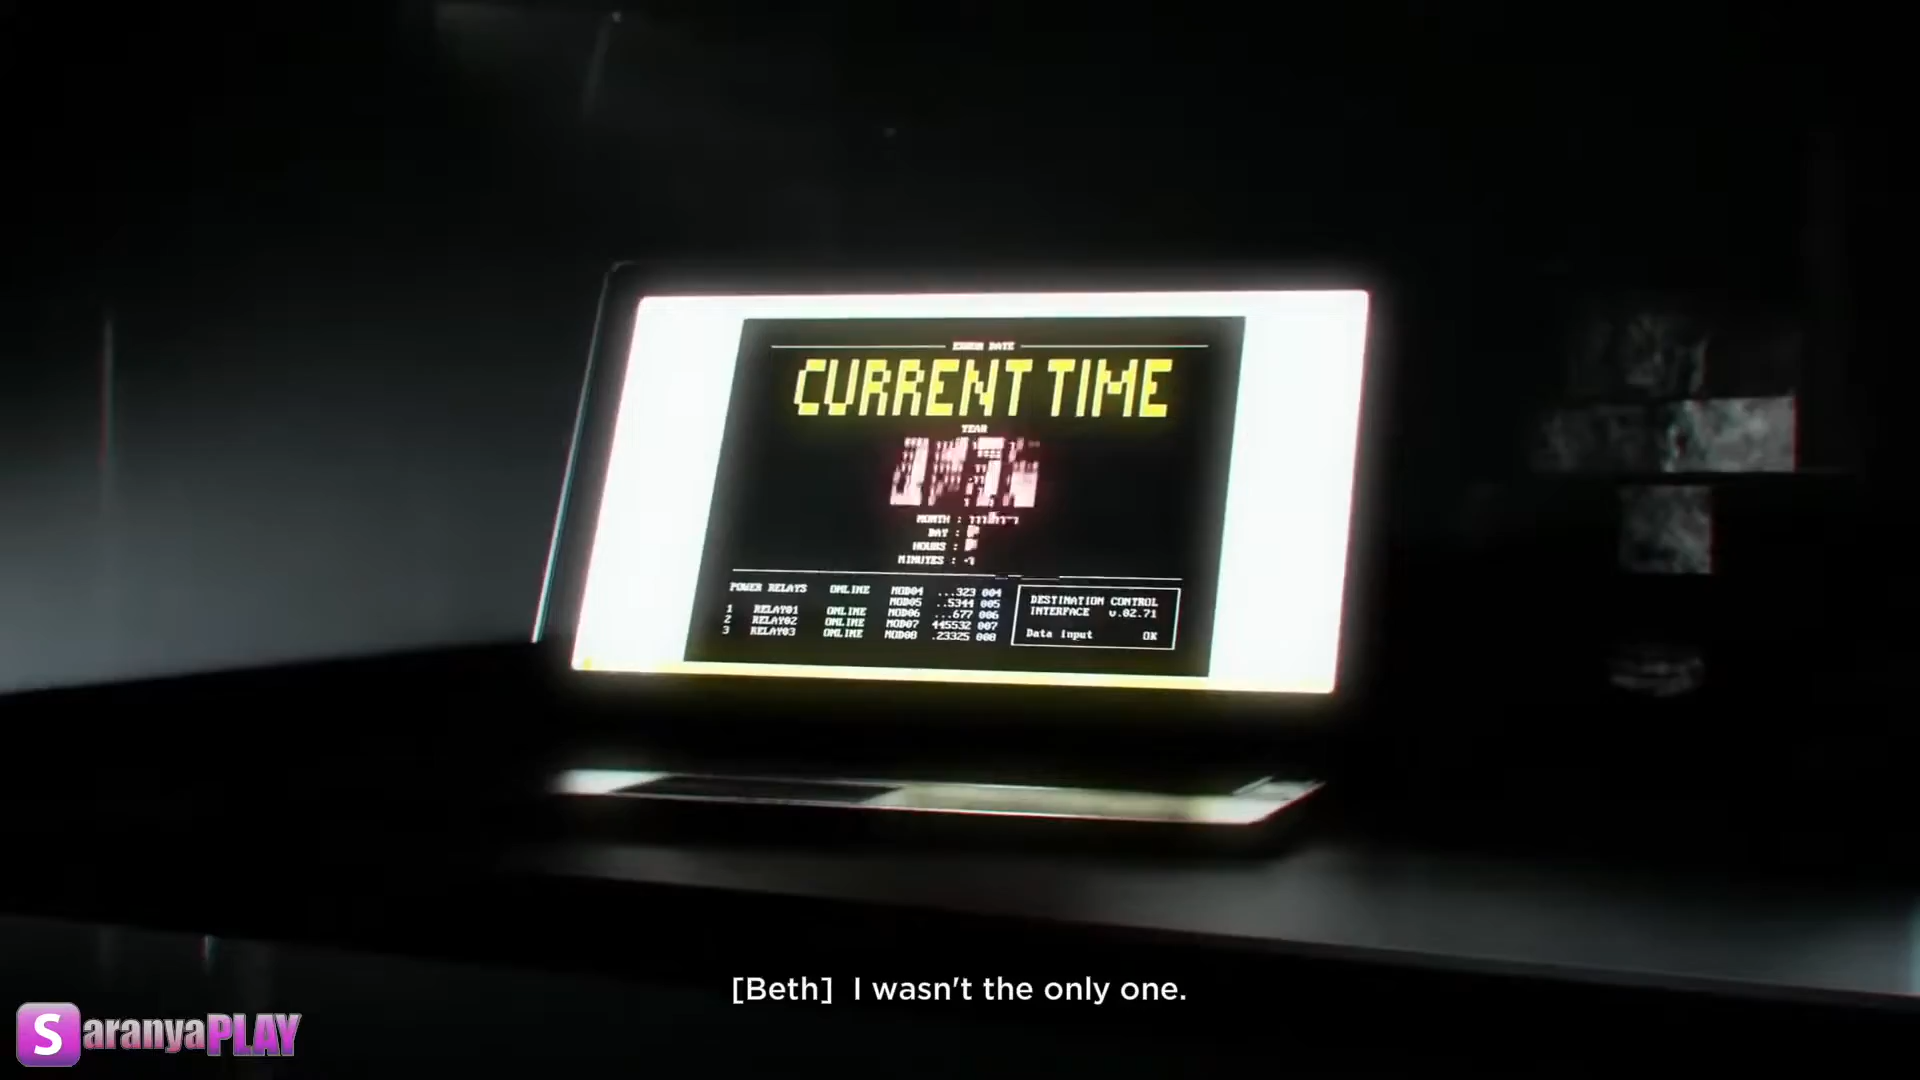 ERROR DATE
CURRENT TIME
YEAR
MONTH :
DAY :
HOURS :
MINUTES :
POWER RELAYS ONLINE
1 RELAY01 ONLINE
2 RELAY02 ONLINE
3 RELAY03 ONLINE
MOD04 ...323 004
MOD05 ..5344 005
MOD06 ...677 006
MOD07 445532 007
MOD08 .23325 008
DESTINATION CONTROL
INTERFACE v.02.71
Data input OK
[Beth] I wasn't the only one.
SaranyaPLAY